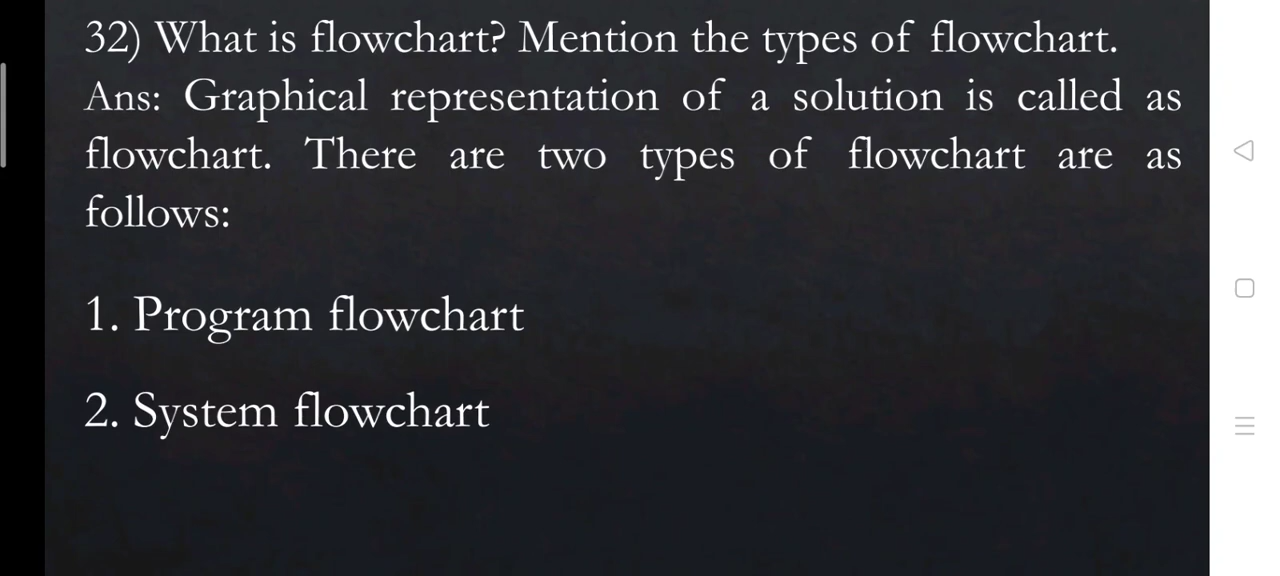 32) What is flowchart? Mention the types of flowchart.
Ans: Graphical representation of a solution is called as
flowchart. There are two types of flowchart are as
follows:
1. Program flowchart
2. System flowchart